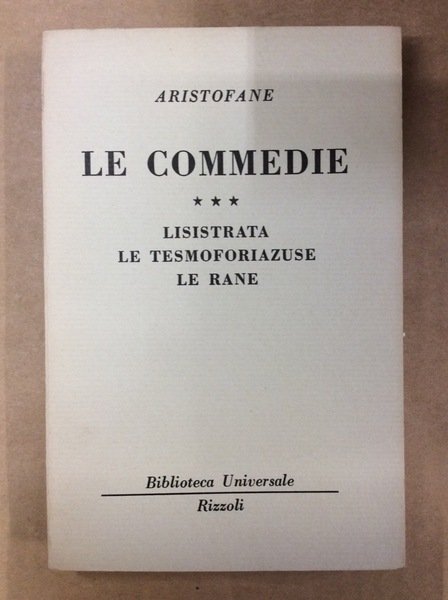 ARISTOFANE
LE COMMEDIE
★ ★ ★
LISISTRATA
LE TESMOFORIAZUSE
LE RANE
Biblioteca Universale
Rizzoli